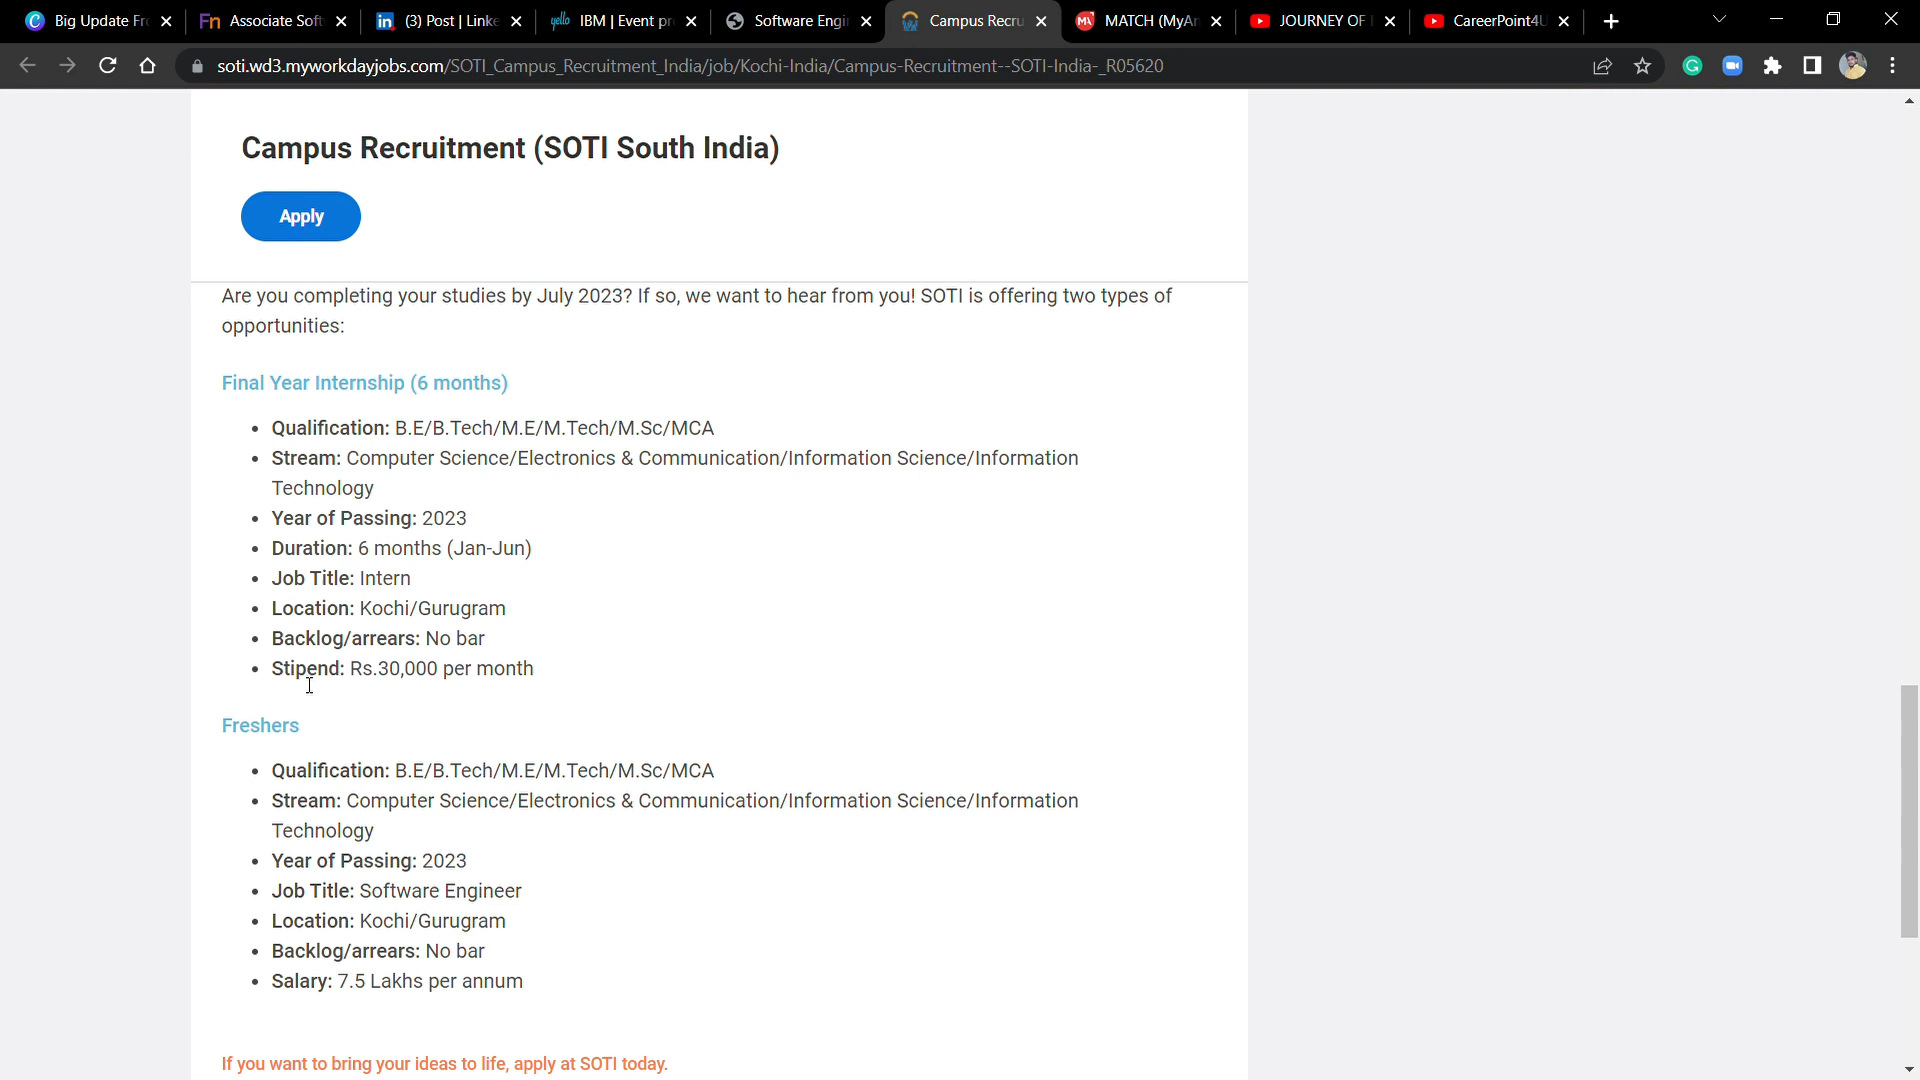 Big Update Fr
Associate Soft
(3) Post | Linke
yello IBM | Event pr
Software Engin
Campus Recru
MATCH (MyAn
JOURNEY OF
CareerPoint4U
soti.wd3.myworkdayjobs.com/SOTI_Campus_Recruitment_India/job/Kochi-India/Campus-Recruitment--SOTI-India-_R05620
Campus Recruitment (SOTI South India)
Apply
Are you completing your studies by July 2023? If so, we want to hear from you! SOTI is offering two types of
opportunities:
Final Year Internship (6 months)
• Qualification: B.E/B.Tech/M.E/M.Tech/M.Sc/MCA
• Stream: Computer Science/Electronics & Communication/Information Science/Information
Technology
• Year of Passing: 2023
• Duration: 6 months (Jan-Jun)
• Job Title: Intern
• Location: Kochi/Gurugram
• Backlog/arrears: No bar
• Stipend: Rs.30,000 per month
Freshers
• Qualification: B.E/B.Tech/M.E/M.Tech/M.Sc/MCA
• Stream: Computer Science/Electronics & Communication/Information Science/Information
Technology
• Year of Passing: 2023
• Job Title: Software Engineer
• Location: Kochi/Gurugram
• Backlog/arrears: No bar
• Salary: 7.5 Lakhs per annum
If you want to bring your ideas to life, apply at SOTI today.